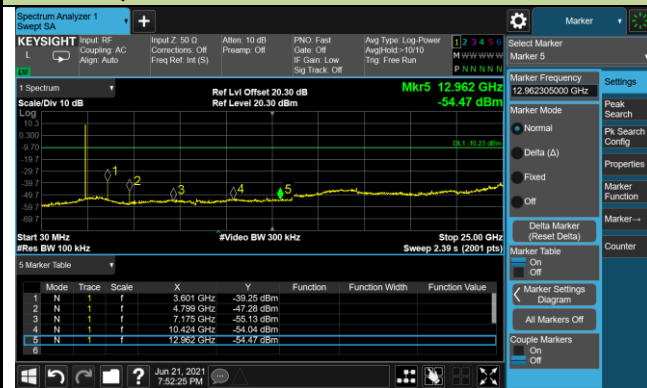 Spectrum Analyzer 1
Swept SA
Marker
KEYSIGHT
L
Input: RF
Coupling: AC
Align: Auto
Input Z: 50 Ω
Corrections: Off
Freq Ref: Int (S)
Atten: 10 dB
Preamp: Off
PNO: Fast
Gate: Off
IF Gain: Low
Sig Track: Off
Avg Type: Log-Power
Avg|Hold:>10/10
Trig: Free Run
1 2 3 4 5 6
M W W W W W
P N N N N N
Select Marker
Marker 5
1 Spectrum
Scale/Div 10 dB
Log
Ref Lvl Offset 20.30 dB
Ref Level 20.30 dBm
Mkr5 12.962 GHz
-54.47 dBm
10.3
0.300
-9.70
-19.7
-29.7
-39.7
-49.7
-59.7
-69.7
DL1 -10.23 dBm
1
2
3
4
5
Start 30 MHz
#Res BW 100 kHz
#Video BW 300 kHz
Stop 25.00 GHz
Sweep 2.39 s (2001 pts)
5 Marker Table
Mode Trace Scale X Y Function Function Width Function Value
1 N 1 f 3.601 GHz -39.25 dBm
2 N 1 f 4.799 GHz -47.28 dBm
3 N 1 f 7.175 GHz -55.13 dBm
4 N 1 f 10.424 GHz -54.04 dBm
5 N 1 f 12.962 GHz -54.47 dBm
6
Jun 21, 2021
7:52:25 PM
Marker Frequency
12.962305000 GHz
Marker Mode
Normal
Delta (Δ)
Fixed
Off
Delta Marker
(Reset Delta)
Marker Table
On
Off
Marker Settings
Diagram
All Markers Off
Couple Markers
On
Off
Settings
Peak
Search
Pk Search
Config
Properties
Marker
Function
Marker→
Counter